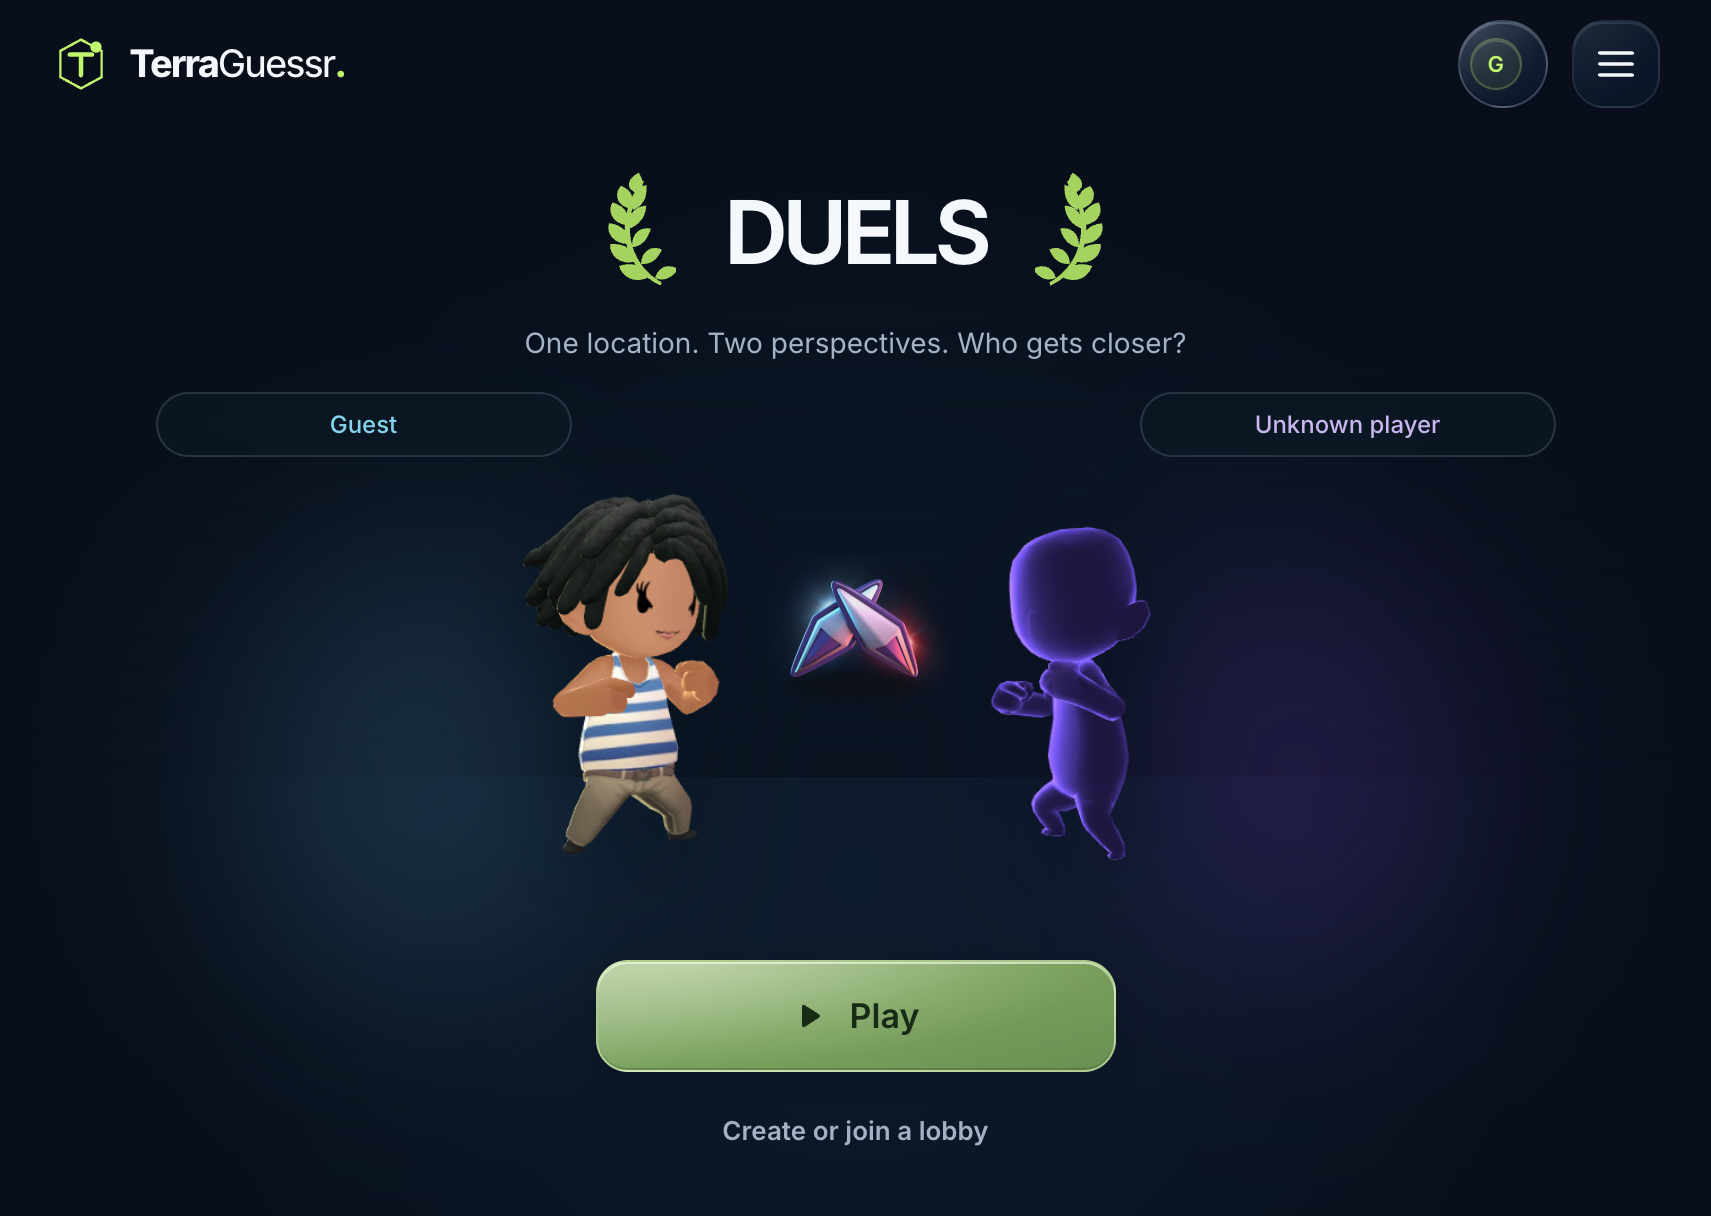 TerraGuessr.
G
DUELS
One location. Two perspectives. Who gets closer?
Guest
Unknown player
Play
Create or join a lobby